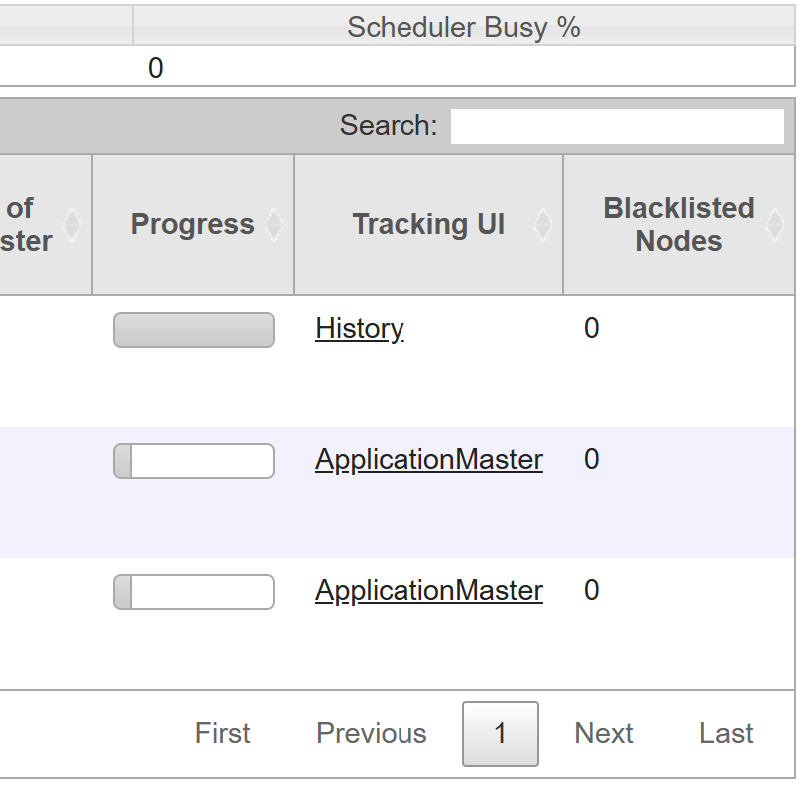 Scheduler Busy %
0
Search:
of
ster
Progress
Tracking UI
Blacklisted
Nodes
History
0
ApplicationMaster
0
ApplicationMaster
0
First Previous 1 Next Last